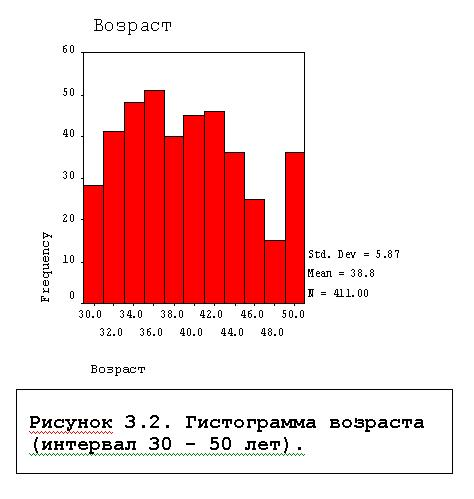 Возраст
60
50
40
30
20
10
0
Frequency
Std. Dev = 5.87
Mean = 38.8
N = 411.00
30.0 34.0 38.0 42.0 46.0 50.0
32.0 36.0 40.0 44.0 48.0
Возраст
Рисунок 3.2. Гистограмма возраста
(интервал 30 – 50 лет).